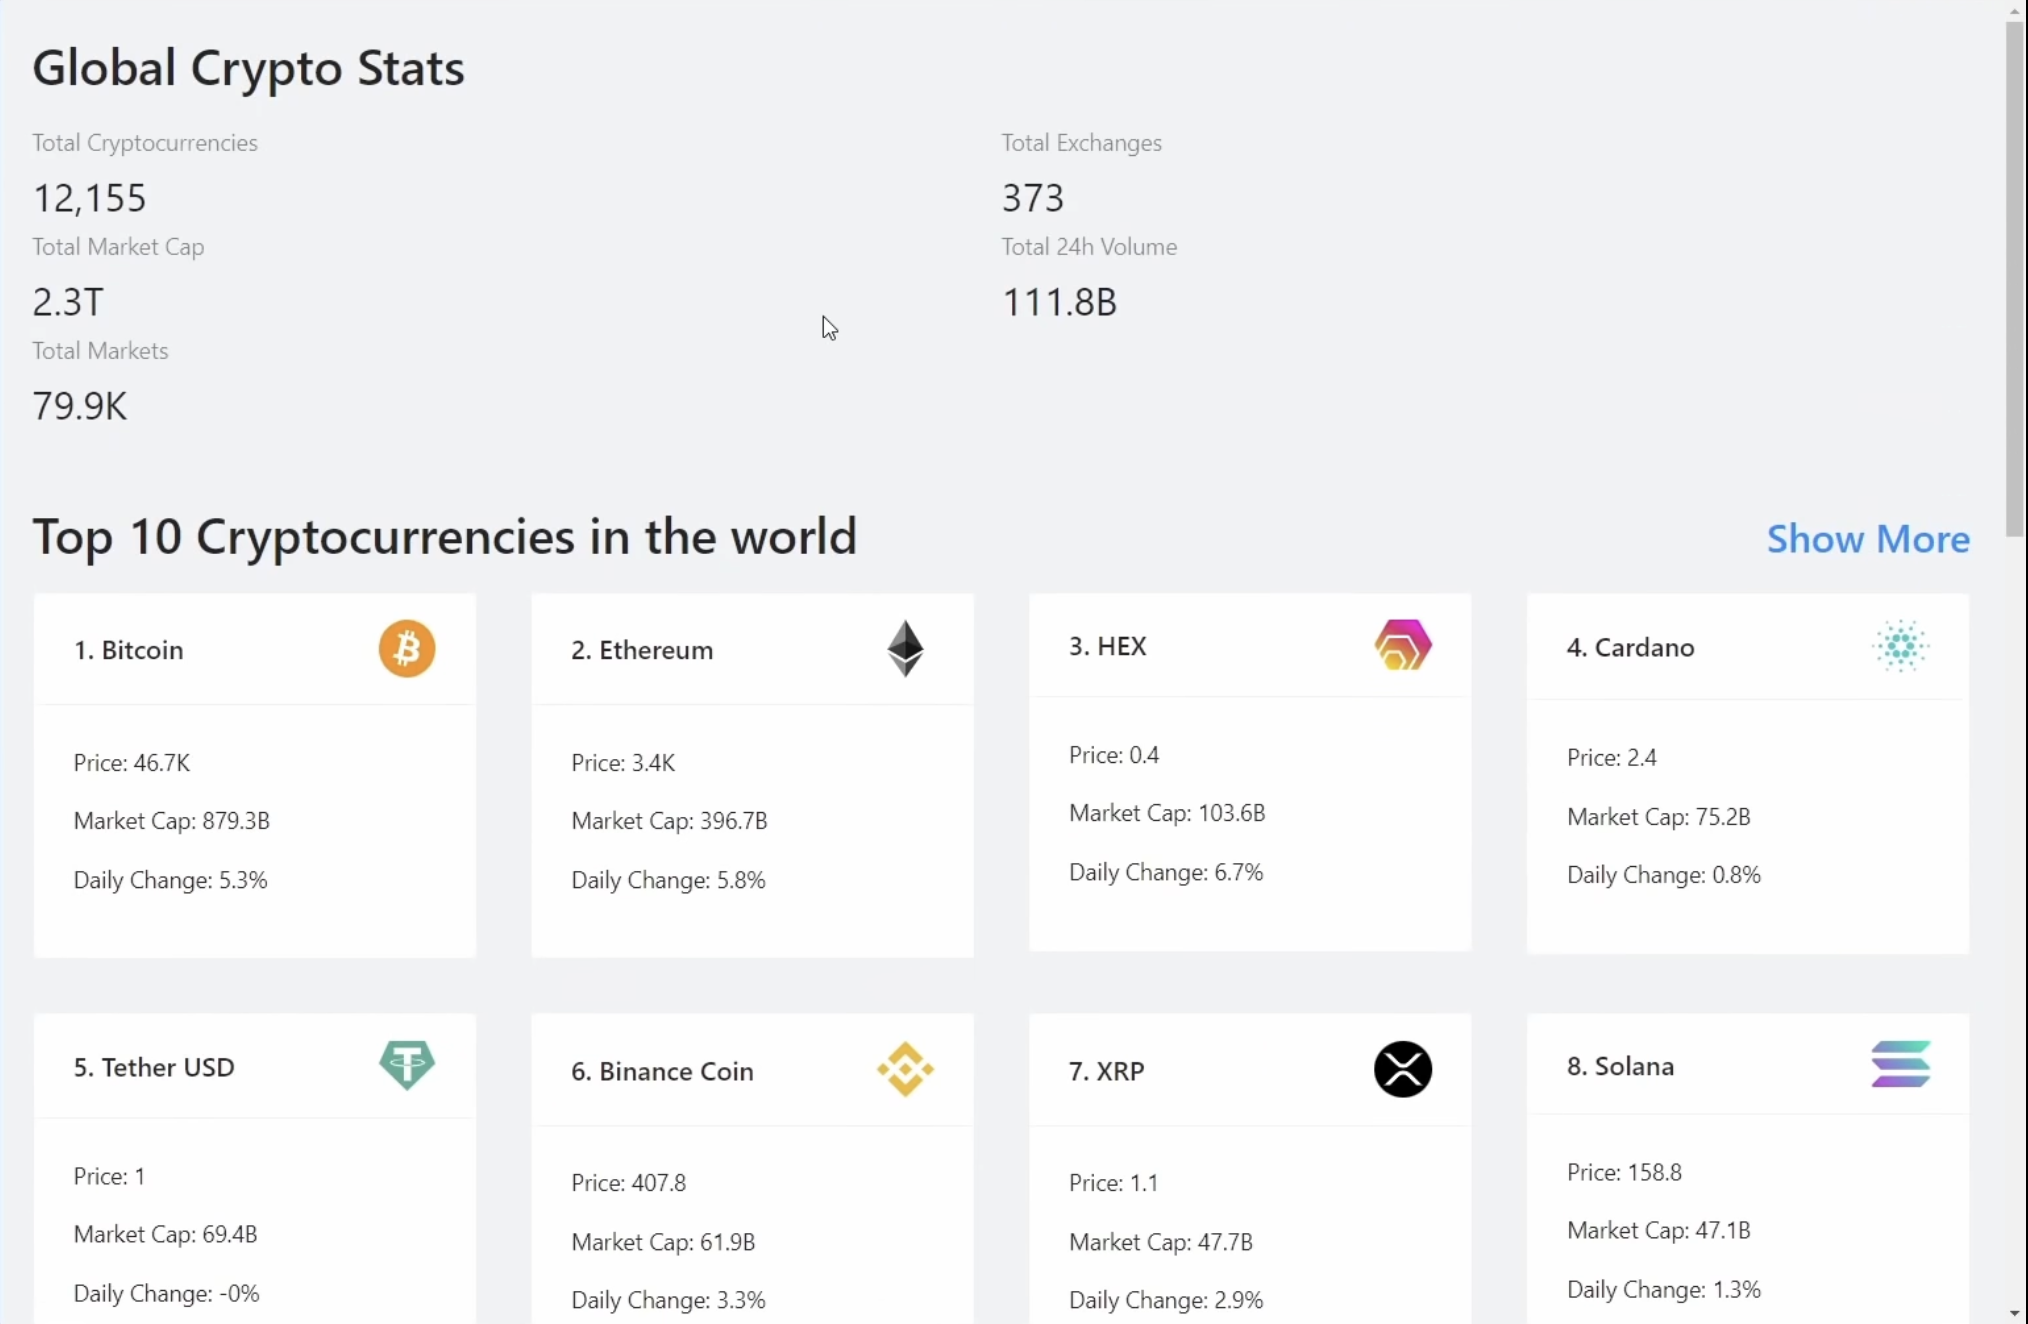 Global Crypto Stats
Total Cryptocurrencies
12,155
Total Exchanges
373
Total Market Cap
2.3T
Total 24h Volume
111.8B
Total Markets
79.9K
Top 10 Cryptocurrencies in the world
Show More
1. Bitcoin
Price: 46.7K
Market Cap: 879.3B
Daily Change: 5.3%
2. Ethereum
Price: 3.4K
Market Cap: 396.7B
Daily Change: 5.8%
3. HEX
Price: 0.4
Market Cap: 103.6B
Daily Change: 6.7%
4. Cardano
Price: 2.4
Market Cap: 75.2B
Daily Change: 0.8%
5. Tether USD
Price: 1
Market Cap: 69.4B
Daily Change: -0%
6. Binance Coin
Price: 407.8
Market Cap: 61.9B
Daily Change: 3.3%
7. XRP
Price: 1.1
Market Cap: 47.7B
Daily Change: 2.9%
8. Solana
Price: 158.8
Market Cap: 47.1B
Daily Change: 1.3%